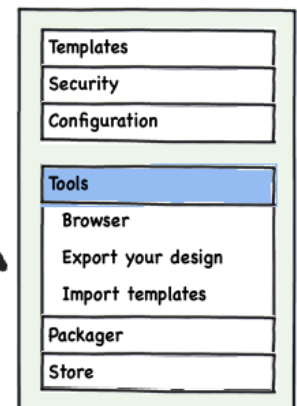 Templates
Security
Configuration
Tools
Browser
Export your design
Import templates
Packager
Store